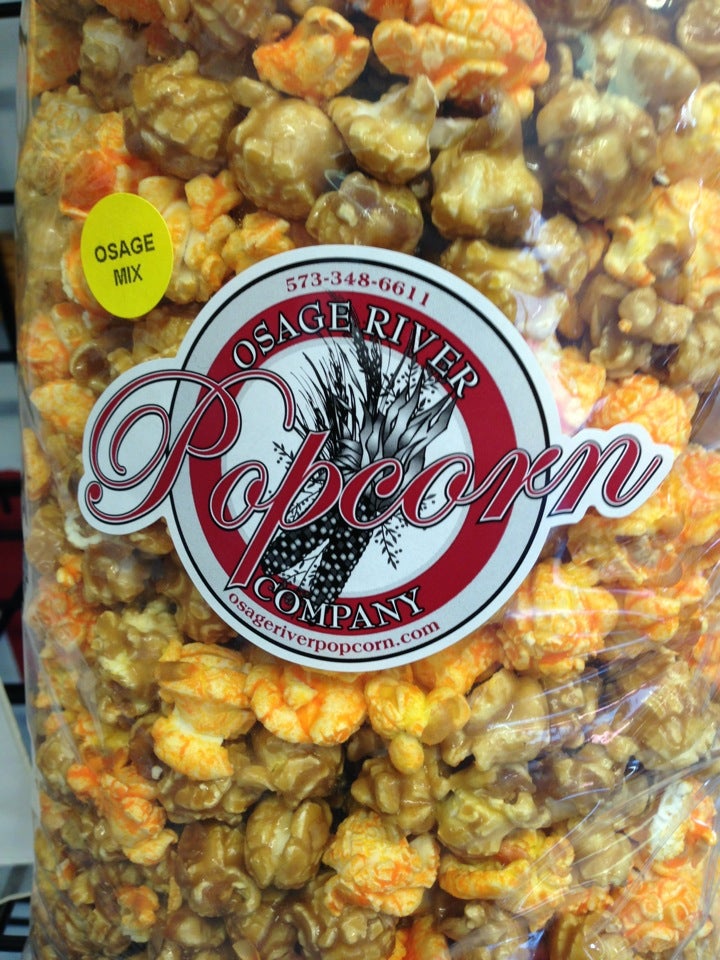 OSAGE
MIX
573-348-6611
OSAGE RIVER
Popcorn
COMPANY
osageriverpopcorn.com